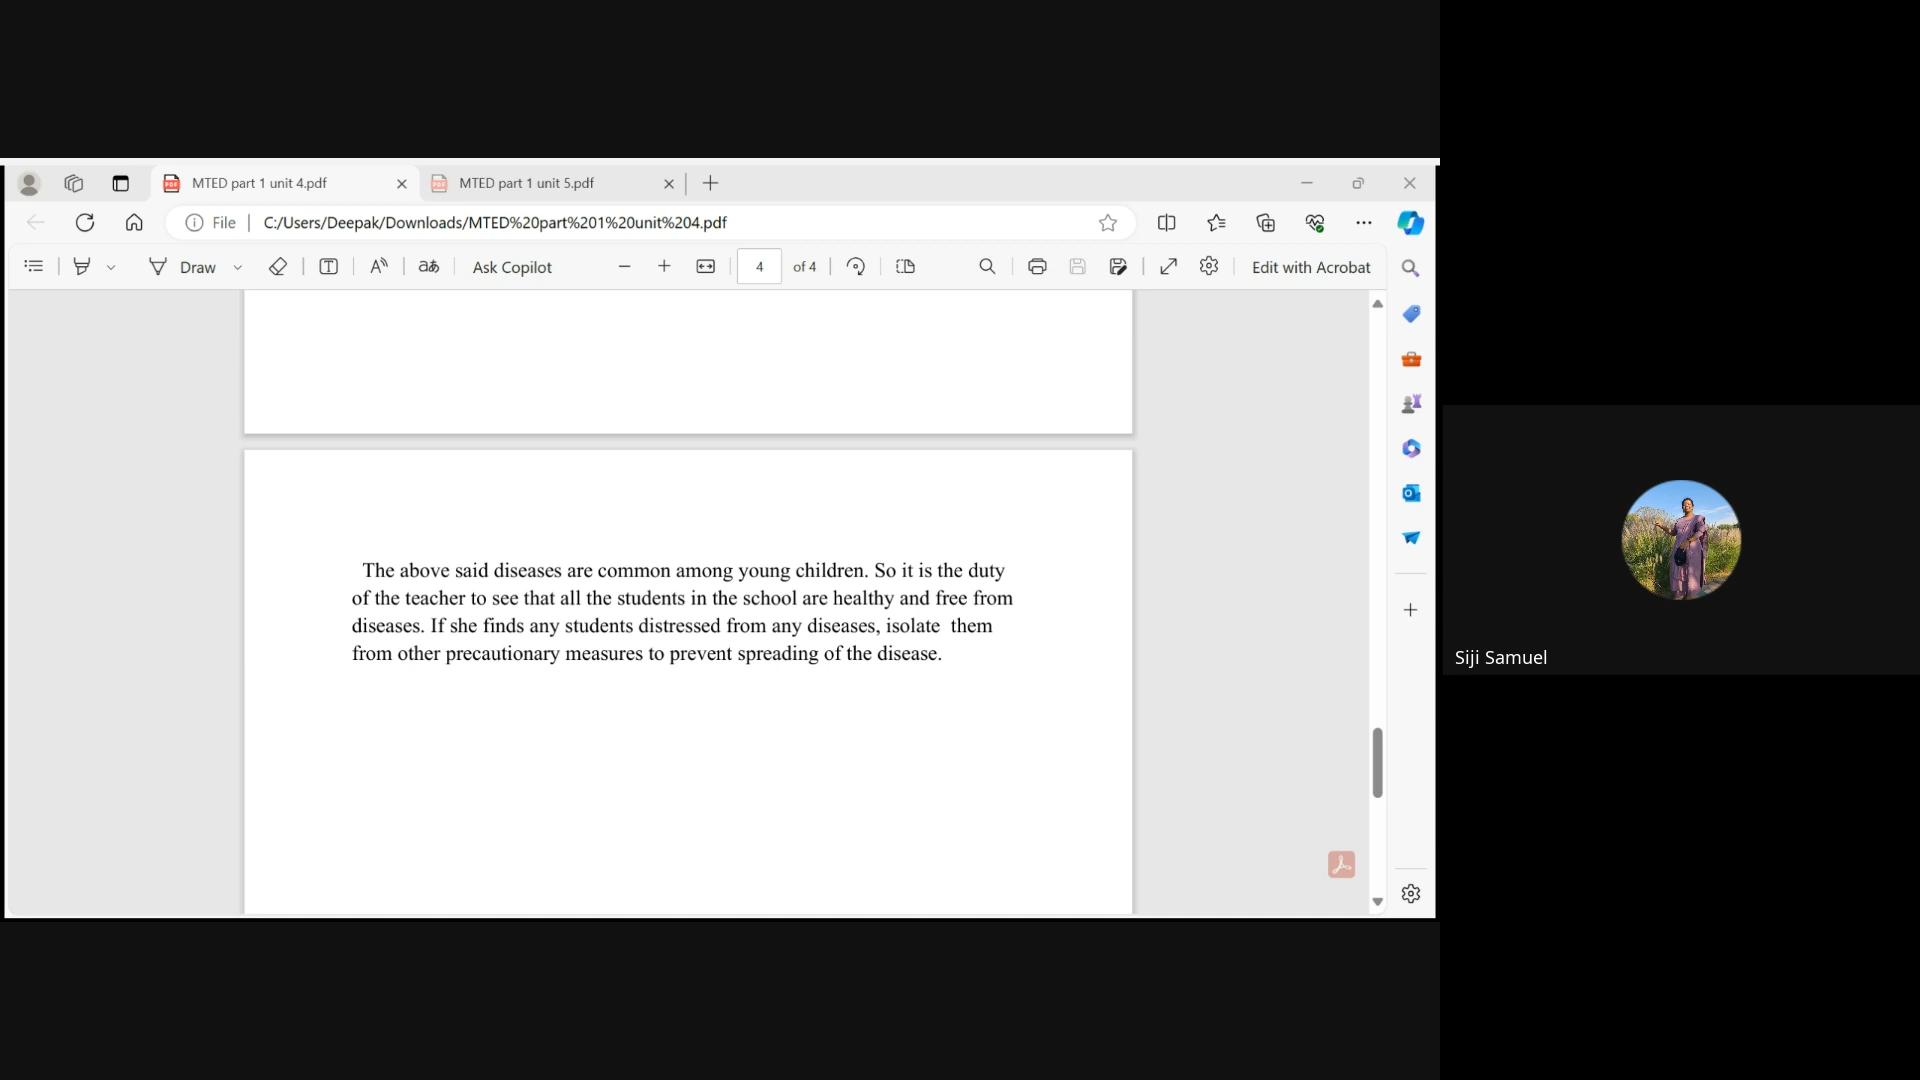 MTED part 1 unit 4.pdf
MTED part 1 unit 5.pdf
File
C:/Users/Deepak/Downloads/MTED%20part%201%20unit%204.pdf
Draw
aあ
Ask Copilot
4 of 4
Edit with Acrobat
The above said diseases are common among young children. So it is the duty
of the teacher to see that all the students in the school are healthy and free from
diseases. If she finds any students distressed from any diseases, isolate  them
from other precautionary measures to prevent spreading of the disease.
Siji Samuel